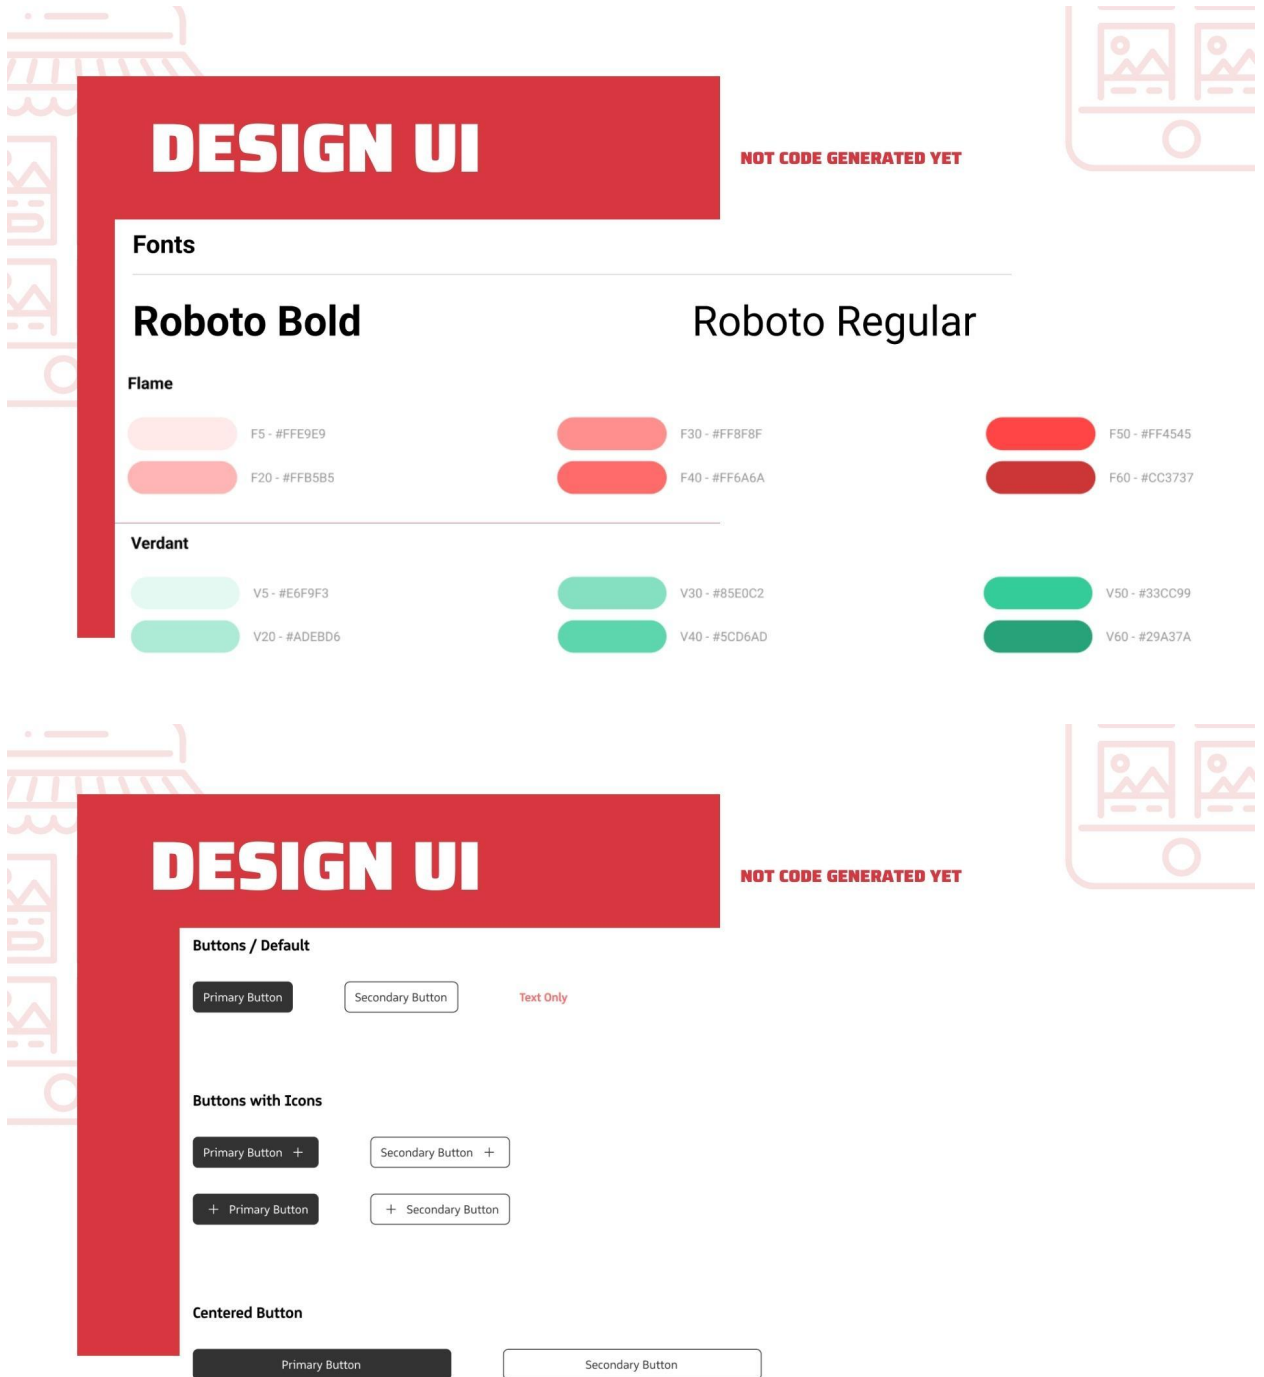 DESIGN UI
NOT CODE GENERATED YET
Fonts
Roboto Bold Roboto Regular
Flame
F5 - #FFE9E9 F30 - #FF8F8F F50 - #FF4545
F20 - #FFB5B5 F40 - #FF6A6A F60 - #CC3737
Verdant
V5 - #E6F9F3 V30 - #85E0C2 V50 - #33CC99
V20 - #ADEBD6 V40 - #5CD6AD V60 - #29A37A
DESIGN UI
NOT CODE GENERATED YET
Buttons / Default
Primary Button Secondary Button Text Only
Buttons with Icons
Primary Button + Secondary Button +
+ Primary Button + Secondary Button
Centered Button
Primary Button Secondary Button